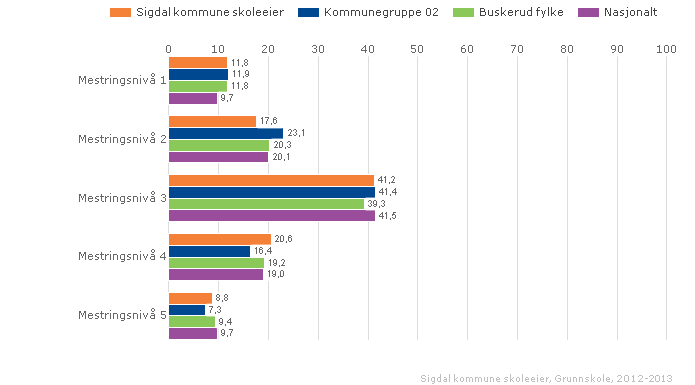 Sigdal kommune skoleeier Kommunegruppe 02 Buskerud fylke Nasjonalt
0 10 20 30 40 50 60 70 80 90 100
Mestringsnivå 1
11,8
11,9
11,8
9,7
Mestringsnivå 2
17,6
23,1
20,3
20,1
Mestringsnivå 3
41,2
41,4
39,3
41,5
Mestringsnivå 4
20,6
16,4
19,2
19,0
Mestringsnivå 5
8,8
7,3
9,4
9,7
Sigdal kommune skoleeier, Grunnskole, 2012-2013